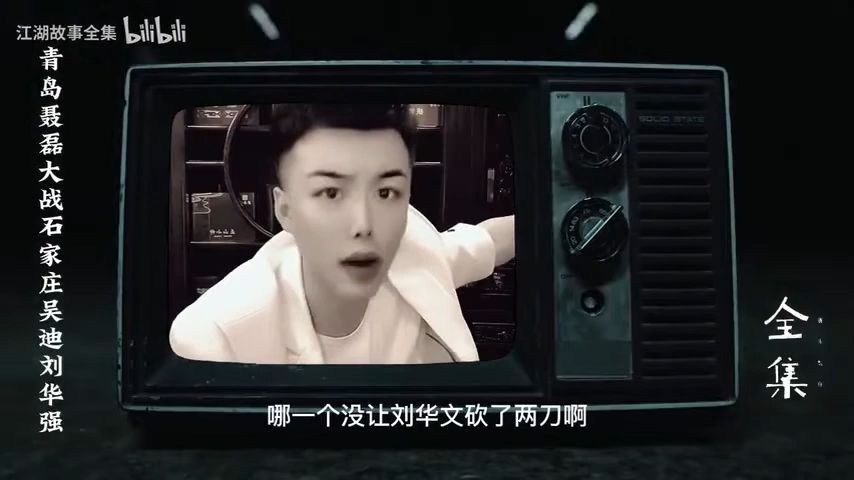 江湖故事全集 bilibili
青岛聂磊大战石家庄吴迪刘华强
SOLID STATE
全集
哪一个没让刘华文砍了两刀啊